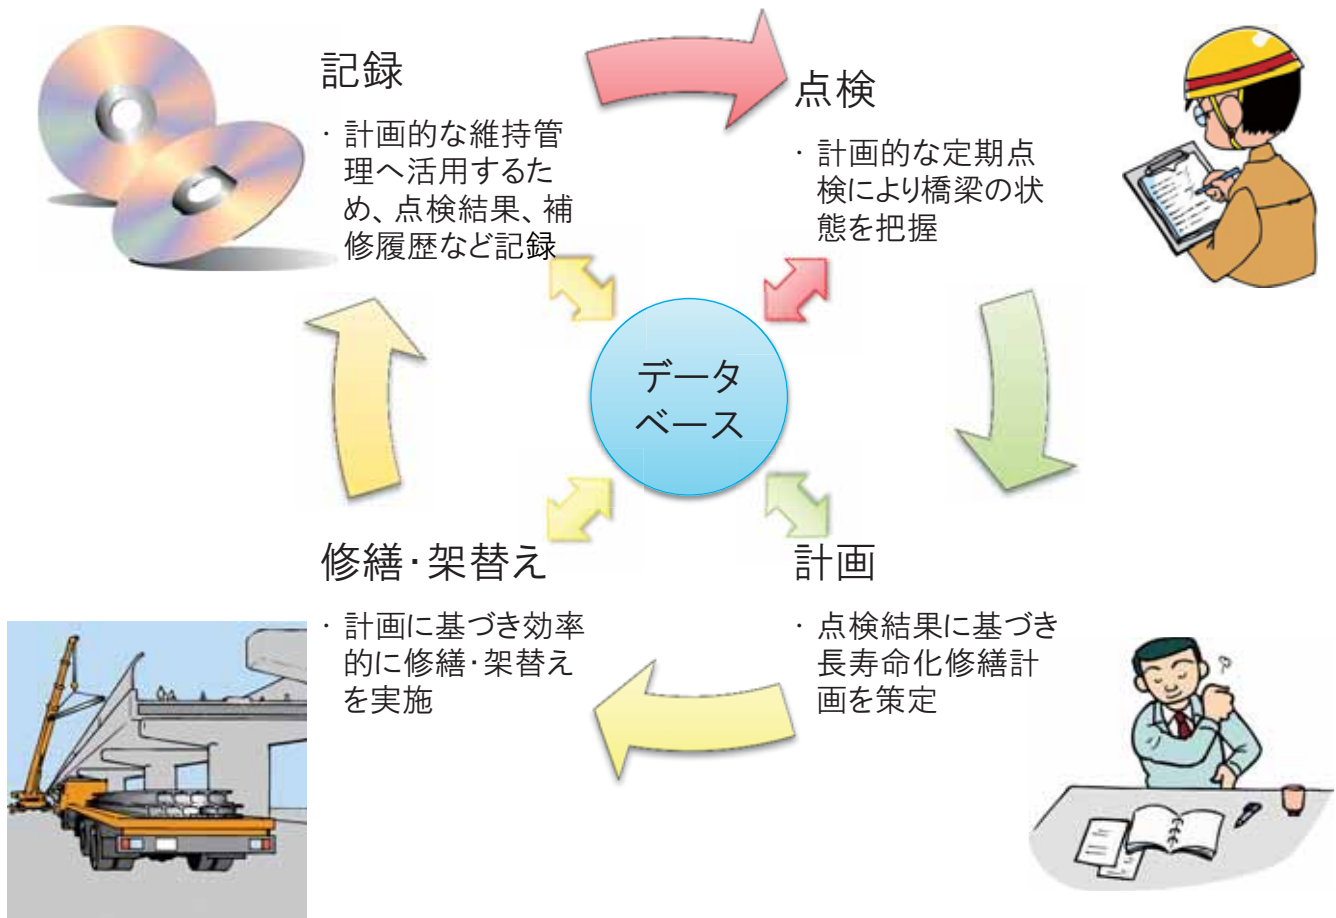 記録
・計画的な維持管
理へ活用するた
め、点検結果、補
修履歴など記録
点検
・計画的な定期点
検により橋梁の状
態を把握
データ
ベース
修繕・架替え
・計画に基づき効率
的に修繕・架替え
を実施
計画
・点検結果に基づき
長寿命化修繕計
画を策定